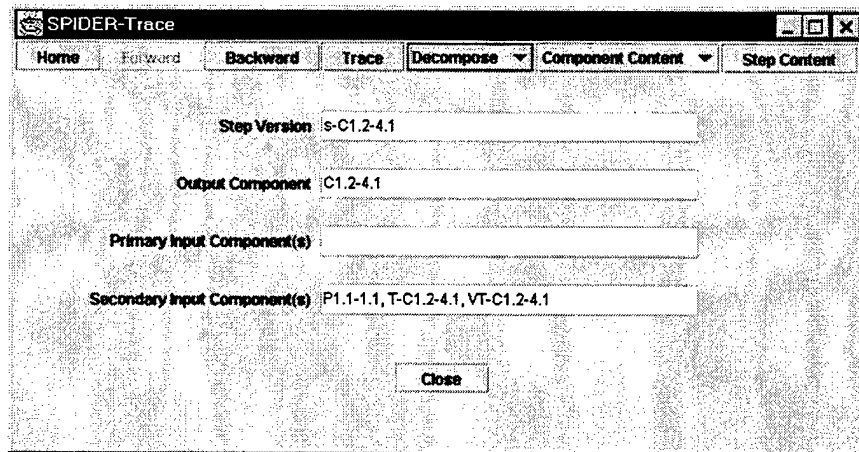 SPIDER-Trace
Home Forward Backward Trace Decompose Component Content Step Content
Step Version s-C1.2-4.1
Output Component C1.2-4.1
Primary Input Component(s)
Secondary Input Component(s) P1.1-1.1, T-C1.2-4.1, VT-C1.2-4.1
Close